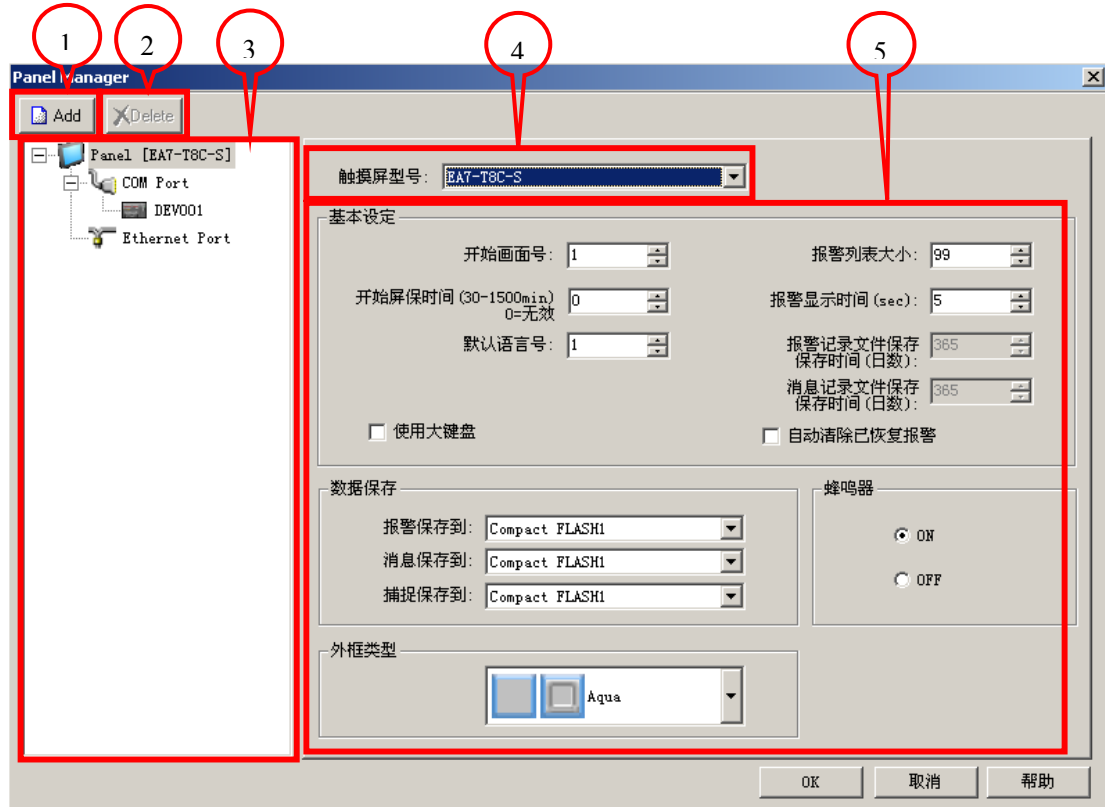 1
2
3
4
5
Panel Manager
Add
Delete
Panel [EA7-T8C-S]
COM Port
DEV001
Ethernet Port
触摸屏型号: EA7-T8C-S
基本设定
开始画面号: 1
开始屏保时间(30-1500min)
0=无效
0
默认语言号: 1
使用大键盘
报警列表大小: 99
报警显示时间(sec): 5
报警记录文件保存
保存时间(日数):
365
消息记录文件保存
保存时间(日数):
365
自动清除已恢复报警
数据保存
报警保存到: Compact FLASH1
消息保存到: Compact FLASH1
捕捉保存到: Compact FLASH1
蜂鸣器
ON
OFF
外框类型
Aqua
OK
取消
帮助